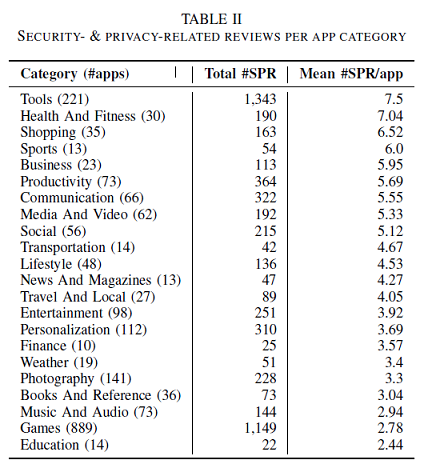 TABLE II
SECURITY- & PRIVACY-RELATED REVIEWS PER APP CATEGORY
Category (#apps) | Total #SPR | Mean #SPR/app
Tools (221) 1,343 7.5
Health And Fitness (30) 190 7.04
Shopping (35) 163 6.52
Sports (13) 54 6.0
Business (23) 113 5.95
Productivity (73) 364 5.69
Communication (66) 322 5.55
Media And Video (62) 192 5.33
Social (56) 215 5.12
Transportation (14) 42 4.67
Lifestyle (48) 136 4.53
News And Magazines (13) 47 4.27
Travel And Local (27) 89 4.05
Entertainment (98) 251 3.92
Personalization (112) 310 3.69
Finance (10) 25 3.57
Weather (19) 51 3.4
Photography (141) 228 3.3
Books And Reference (36) 73 3.04
Music And Audio (73) 144 2.94
Games (889) 1,149 2.78
Education (14) 22 2.44